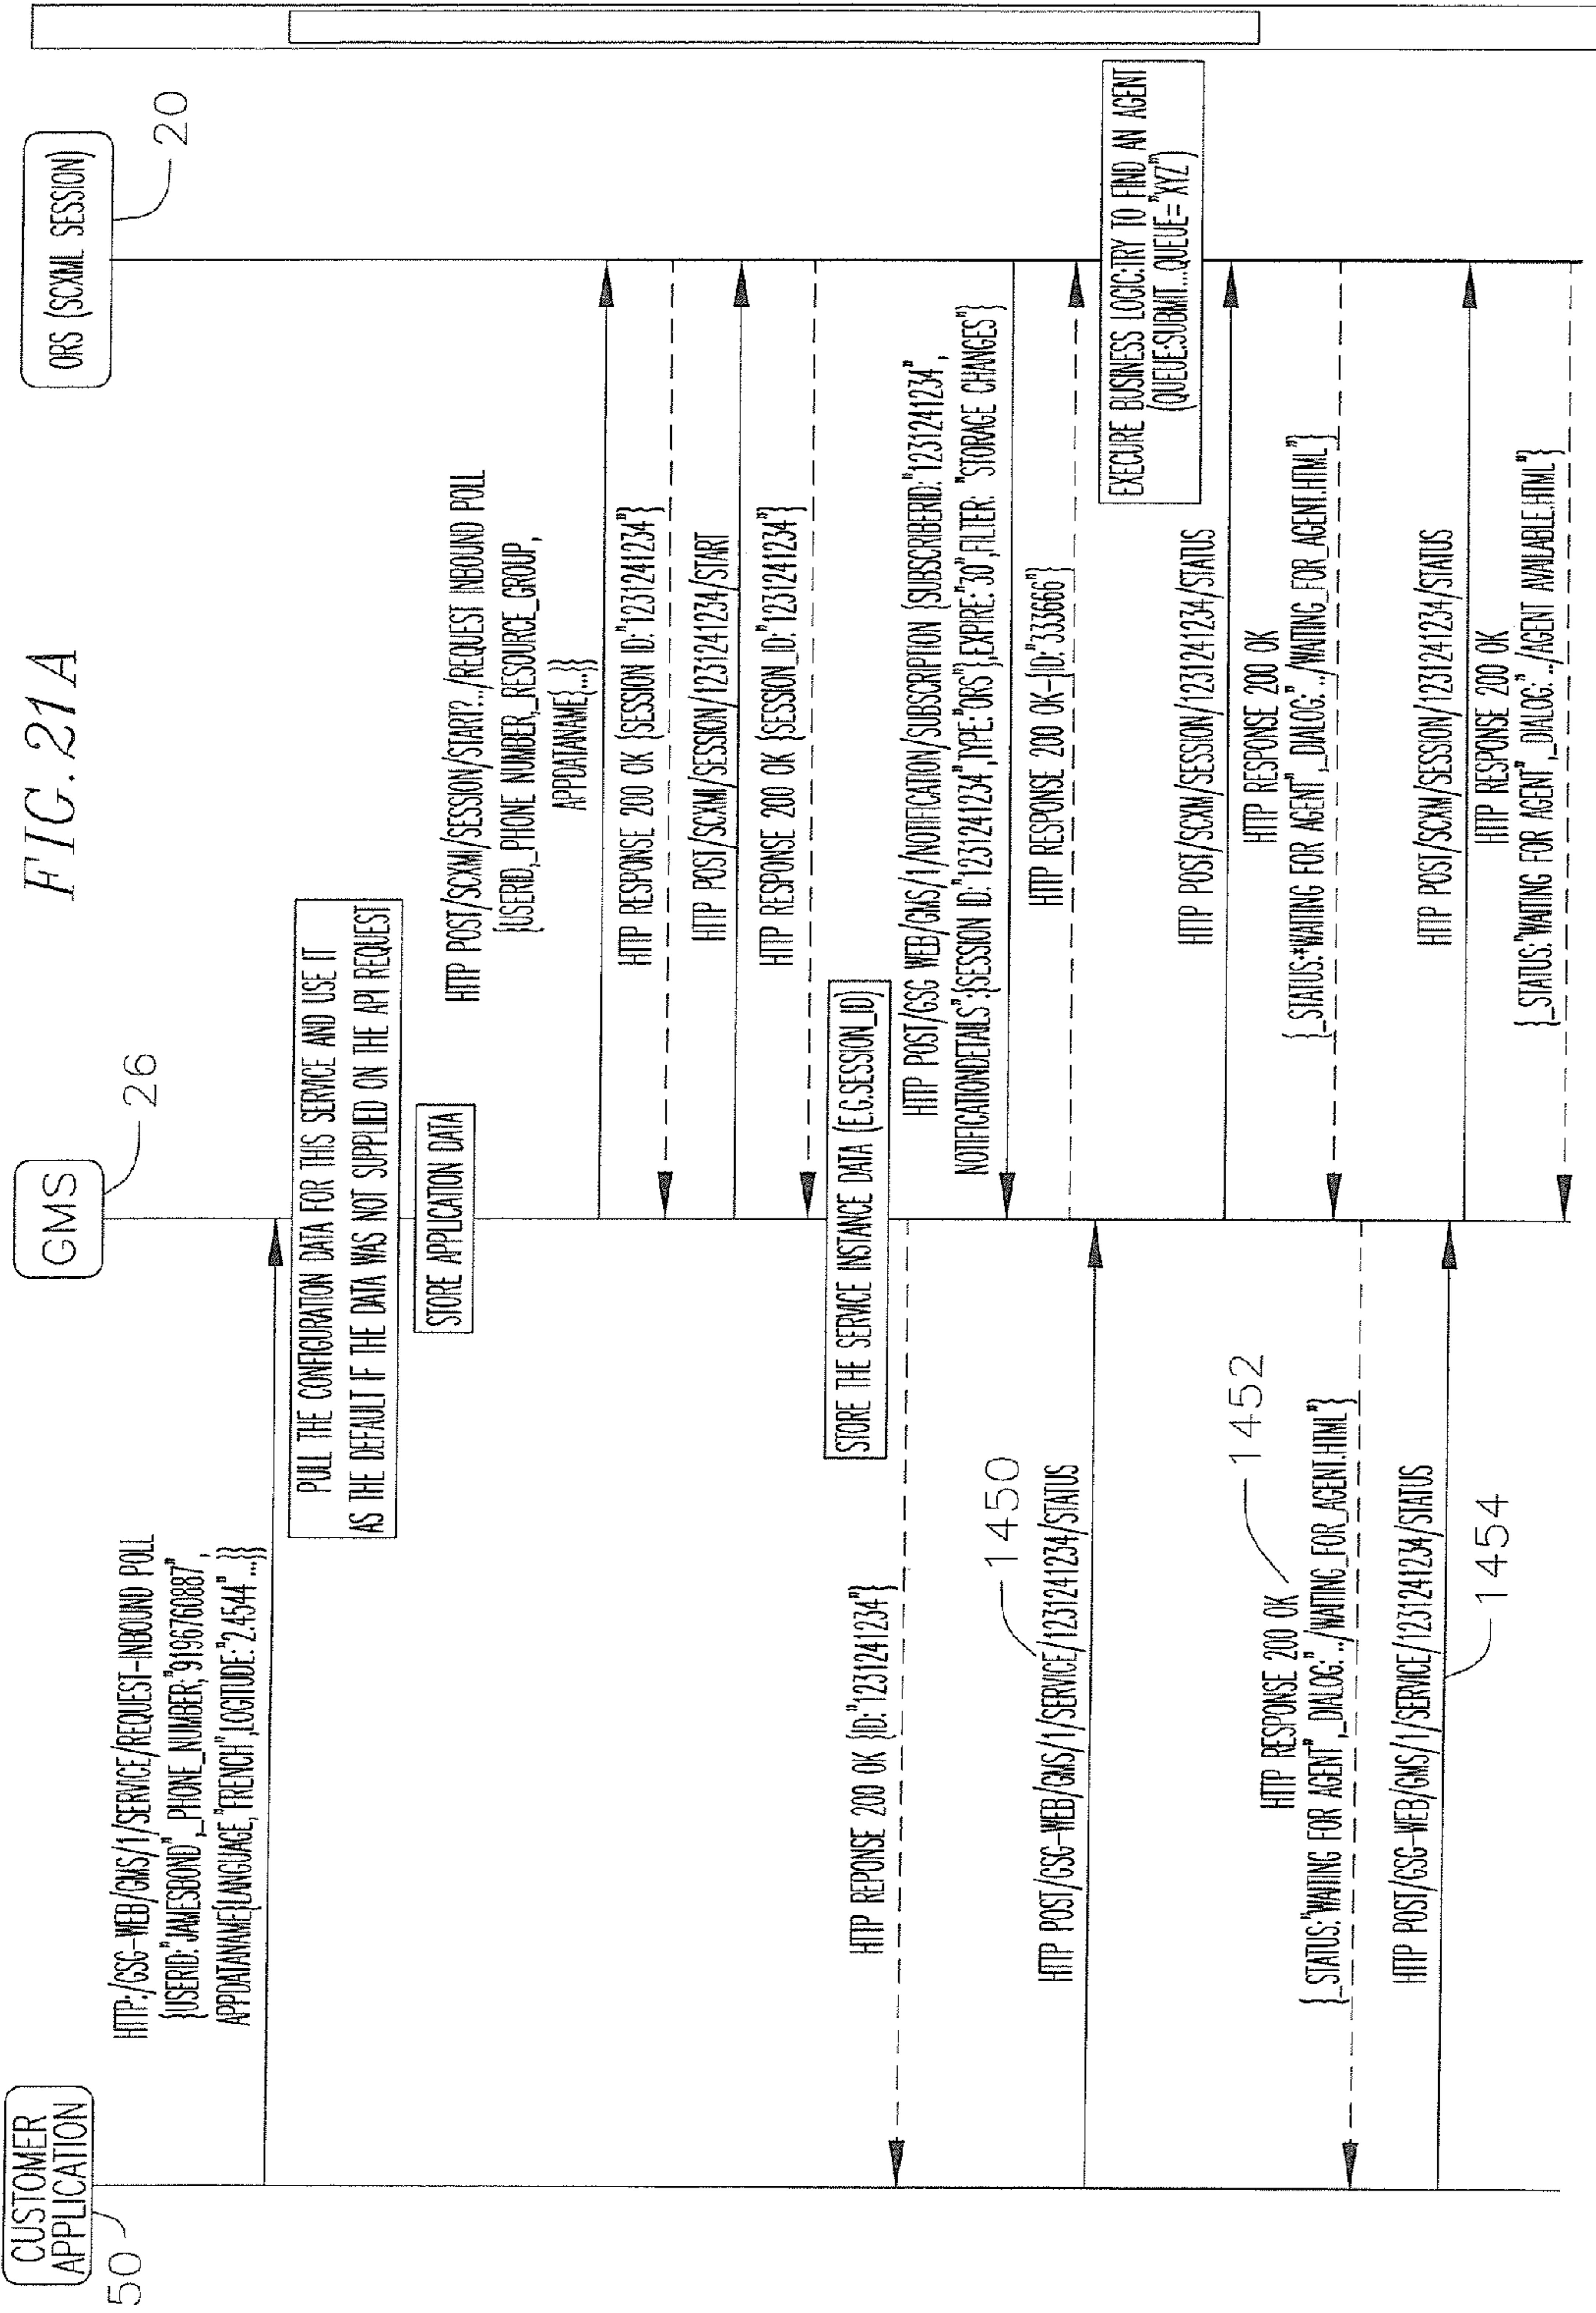 FIG. 21A
CUSTOMER
APPLICATION
50
GMS
26
ORS (SCXML SESSION)
20
HTTP:/GSG-WEB/GMS/1/SERVICE/REQUEST-INBOUND POLL
{USERID:"JAMESBOND",_PHONE_NUMBER,"9196760887",
APPDATANAME{LANGUAGE,"FRENCH",LOGITUDE:"2.4544"...}}
PULL THE CONFIGURATION DATA FOR THIS SERVICE AND USE IT
AS THE DEFAULT IF THE DATA WAS NOT SUPPLIED ON THE API REQUEST
STORE APPLICATION DATA
HTTP POST/SCXMl/SESSION/START?../REQUEST INBOUND POLL
{USERID,_PHONE NUMBER,_RESOURCE_GROUP,
APPDATANAME{...}}
HTTP RESPONSE 200 OK {SESSION ID:"1231241234"}
HTTP POST/SCXMl/SESSION/1231241234/START
HTTP RESPONSE 200 OK {SESSION_ID:"1231241234"}
STORE THE SERVICE INSTANCE DATA (E.G.SESSION_ID)
HTTP REPONSE 200 OK {ID:"1231241234"}
HTTP POST/GSG WEB/GMS/1/NOTIFICATION/SUBSCRIPTION {SUBSCRIBERID:"1231241234",
NOTIFICATIONDETAILS":{SESSION ID:"1231241234",TYPE:"ORS"},EXPIRE:"30",FILTER: "STORAGE CHANGES"}
HTTP RESPONSE 200 OK-{ID:"333666"}
1450
HTTP POST/GSG-WEB/GMS/1/SERVICE/1231241234/STATUS
EXECURE BUSINESS LOGIC:TRY TO FIND AN AGENT
(QUEUE:SUBMIT...QUEUE="XYZ")
HTTP POST/SCXM/SESSION/1231241234/STATUS
HTTP RESPONSE 200 OK
{_STATUS:*WAITING FOR AGENT",_DIALOG:"../WAITING_FOR_AGENT.HTML"}
1452
HTTP RESPONSE 200 OK
{_STATUS:"WAITING FOR AGENT",_DIALOG:"../WAITING_FOR_AGENT.HTML"}
HTTP POST/GSG-WEB/GMS/1/SERVICE/1231241234/STATUS
1454
HTTP POST/SCXM/SESSION/1231241234/STATUS
HTTP RESPONSE 200 OK
{_STATUS:"WAITING FOR AGENT",_DIALOG:"../AGENT AVAILABLE.HTML"}